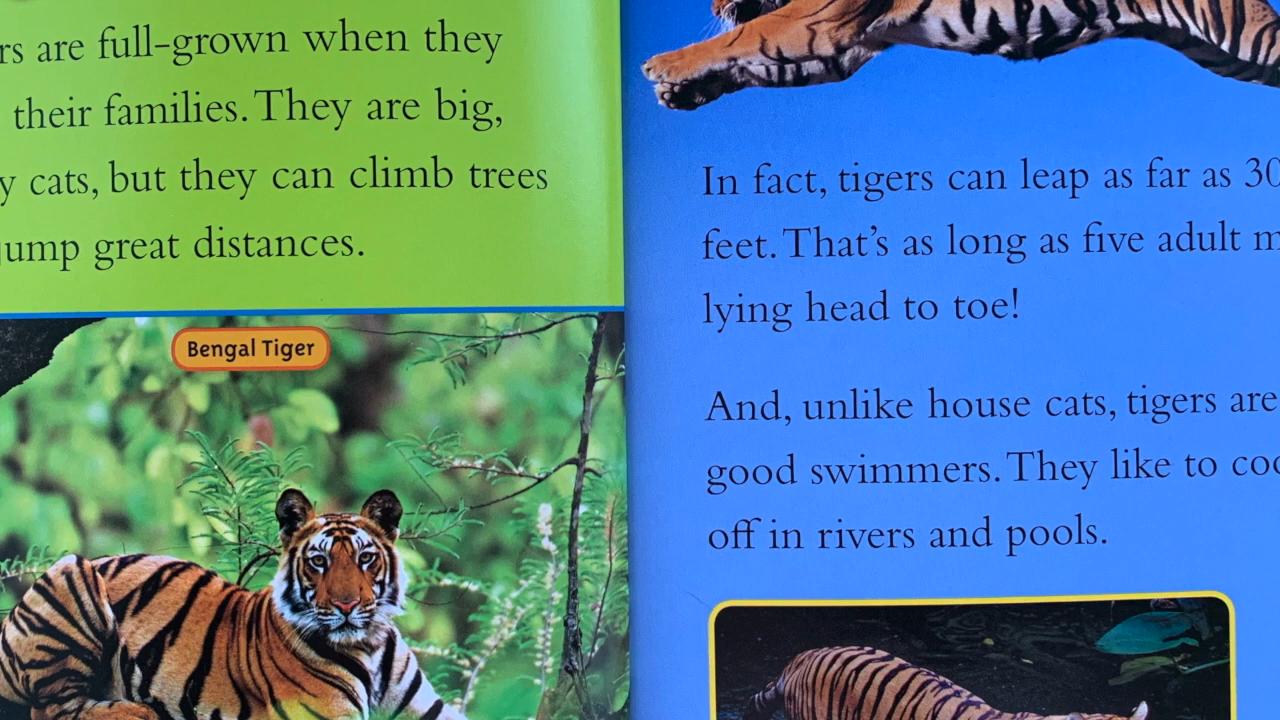 rs are full-grown when they
their families. They are big,
y cats, but they can climb trees
jump great distances.
Bengal Tiger
In fact, tigers can leap as far as 30
feet. That's as long as five adult m
lying head to toe!
And, unlike house cats, tigers are
good swimmers. They like to coo
off in rivers and pools.